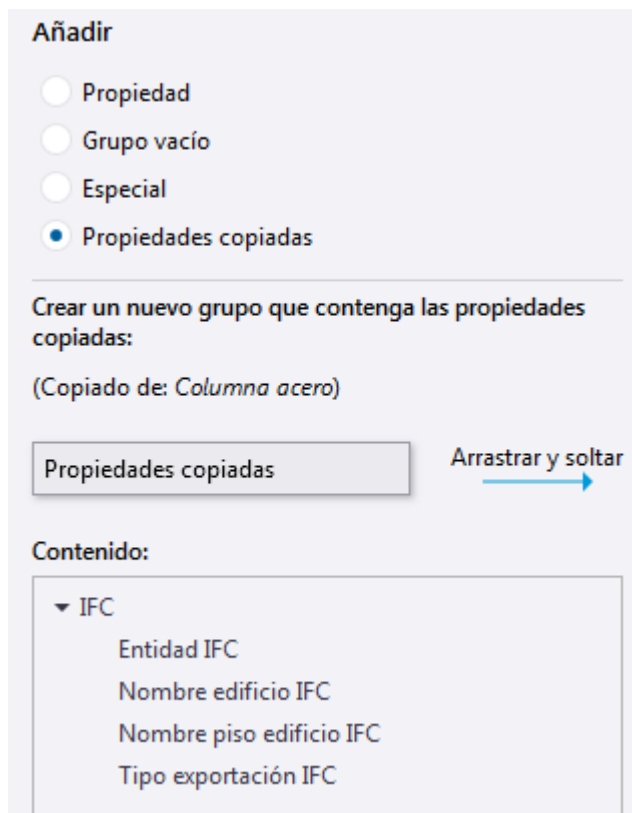 Añadir
Propiedad
Grupo vacío
Especial
Propiedades copiadas
Crear un nuevo grupo que contenga las propiedades
copiadas:
(Copiado de: Columna acero)
Propiedades copiadas
Arrastrar y soltar
Contenido:
IFC
Entidad IFC
Nombre edificio IFC
Nombre piso edificio IFC
Tipo exportación IFC